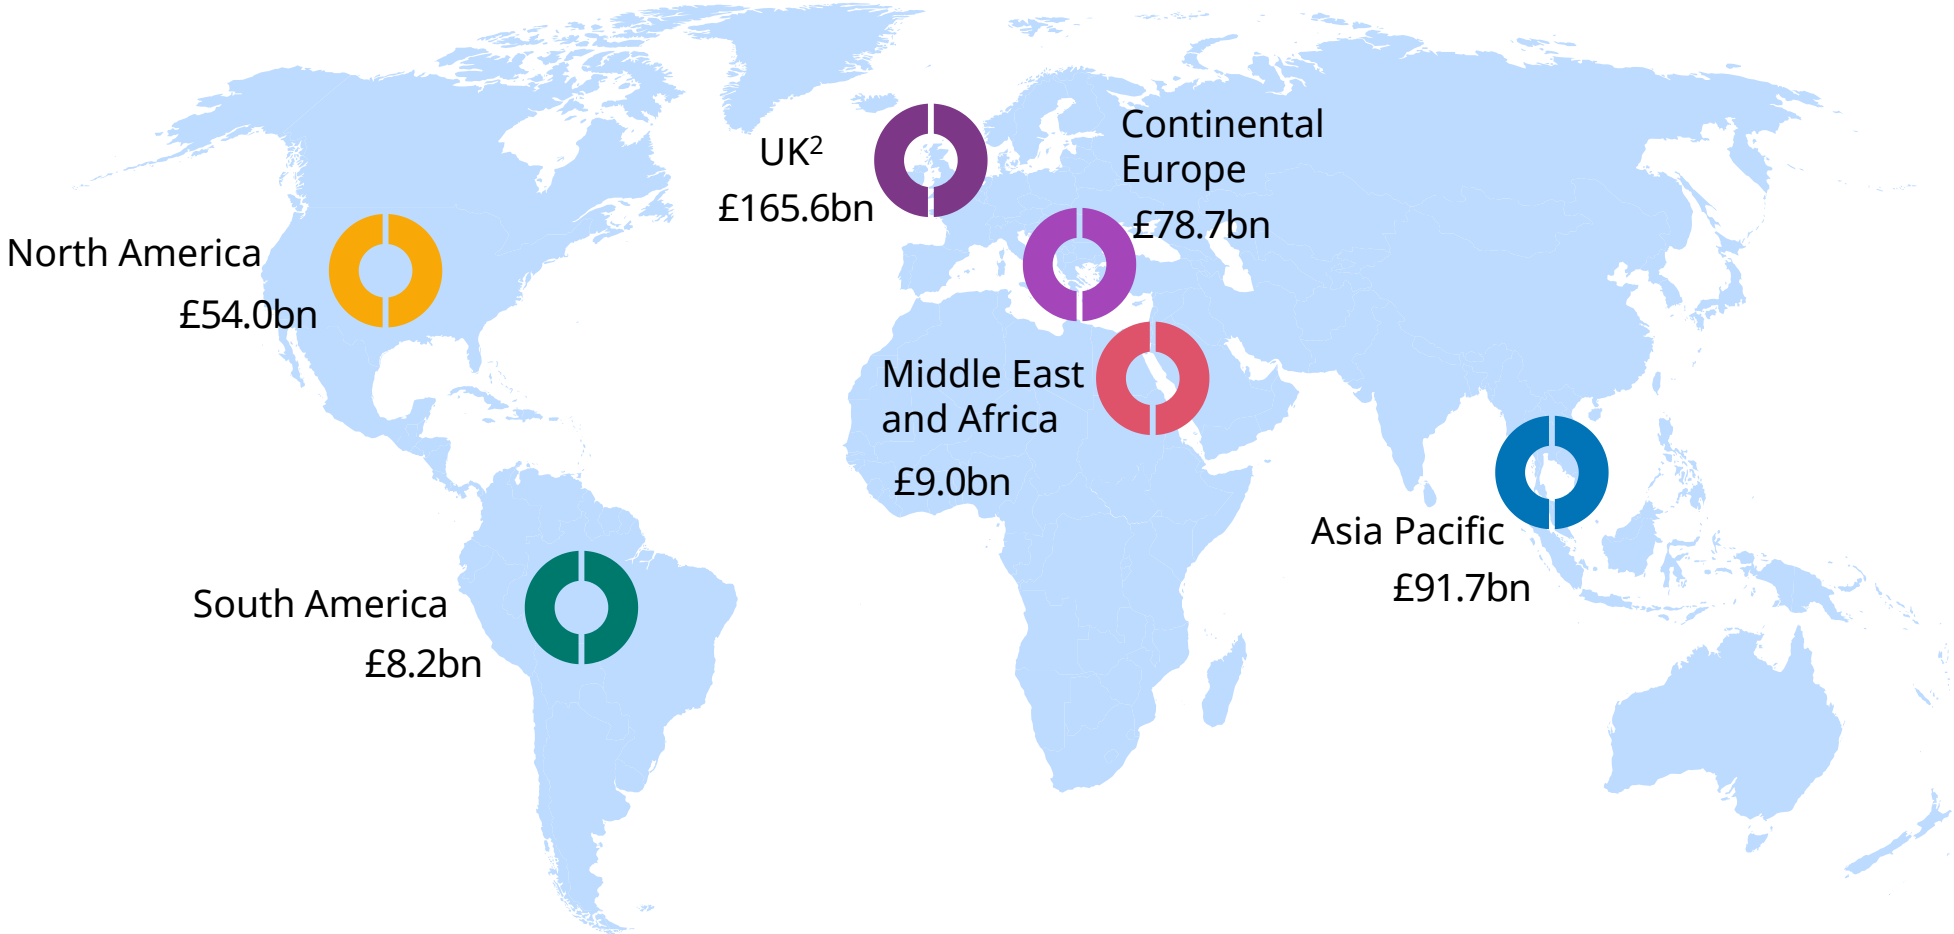 UK²
£165.6bn
Continental
Europe
£78.7bn
North America
£54.0bn
Middle East
and Africa
£9.0bn
Asia Pacific
£91.7bn
South America
£8.2bn